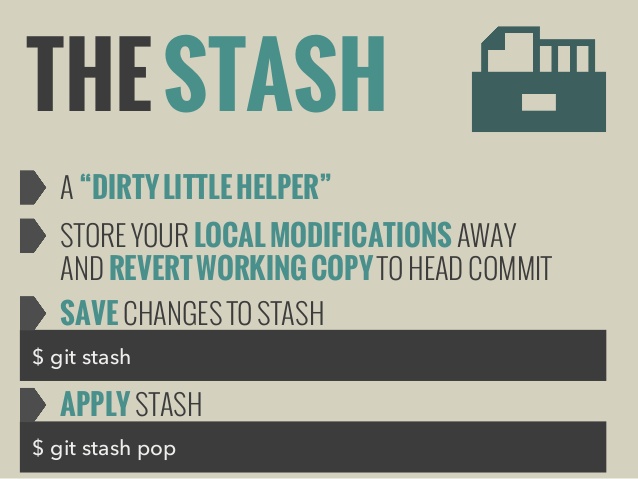 THE STASH
A “DIRTY LITTLE HELPER”
STORE YOUR LOCAL MODIFICATIONS AWAY
AND REVERT WORKING COPY TO HEAD COMMIT
SAVE CHANGES TO STASH
$ git stash
APPLY STASH
$ git stash pop